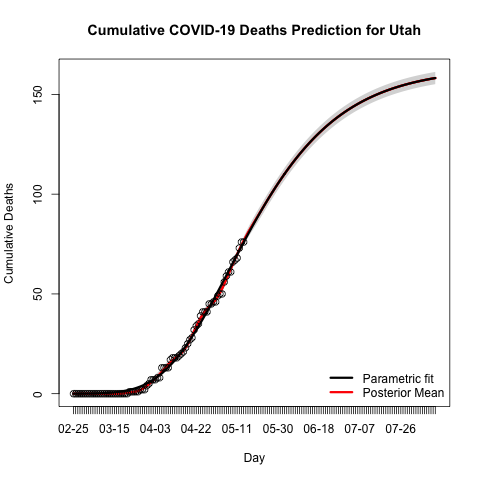 Cumulative COVID-19 Deaths Prediction for Utah
Cumulative Deaths
150
100
50
0
Parametric fit
Posterior Mean
02-25 03-15 04-03 04-22 05-11 05-30 06-18 07-07 07-26
Day